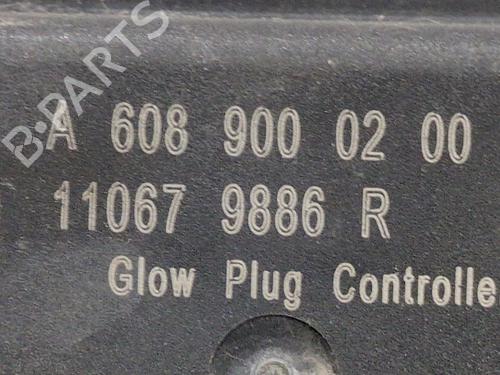 B-PARTS
A 608 900 02 00
11067 9886 R
Glow Plug Controlle